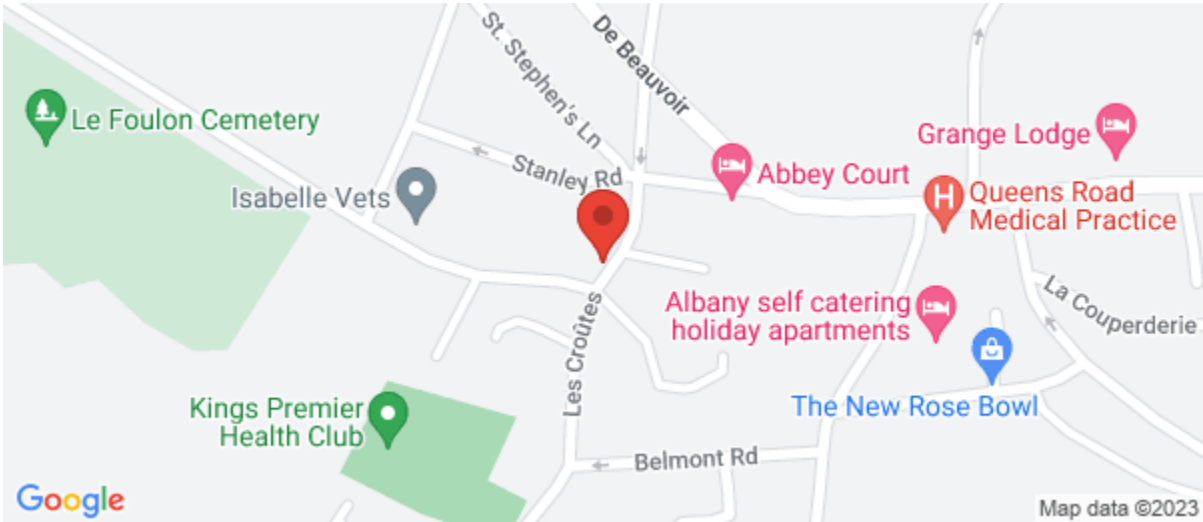 De Beauvoir
St. Stephen's Ln
Le Foulon Cemetery
Grange Lodge
Stanley Rd
Abbey Court
Isabelle Vets
H
Queens Road
Medical Practice
La Couperderie
Albany self catering
holiday apartments
Les Croûtes
The New Rose Bowl
Kings Premier
Health Club
Belmont Rd
Google
Map data ©2023